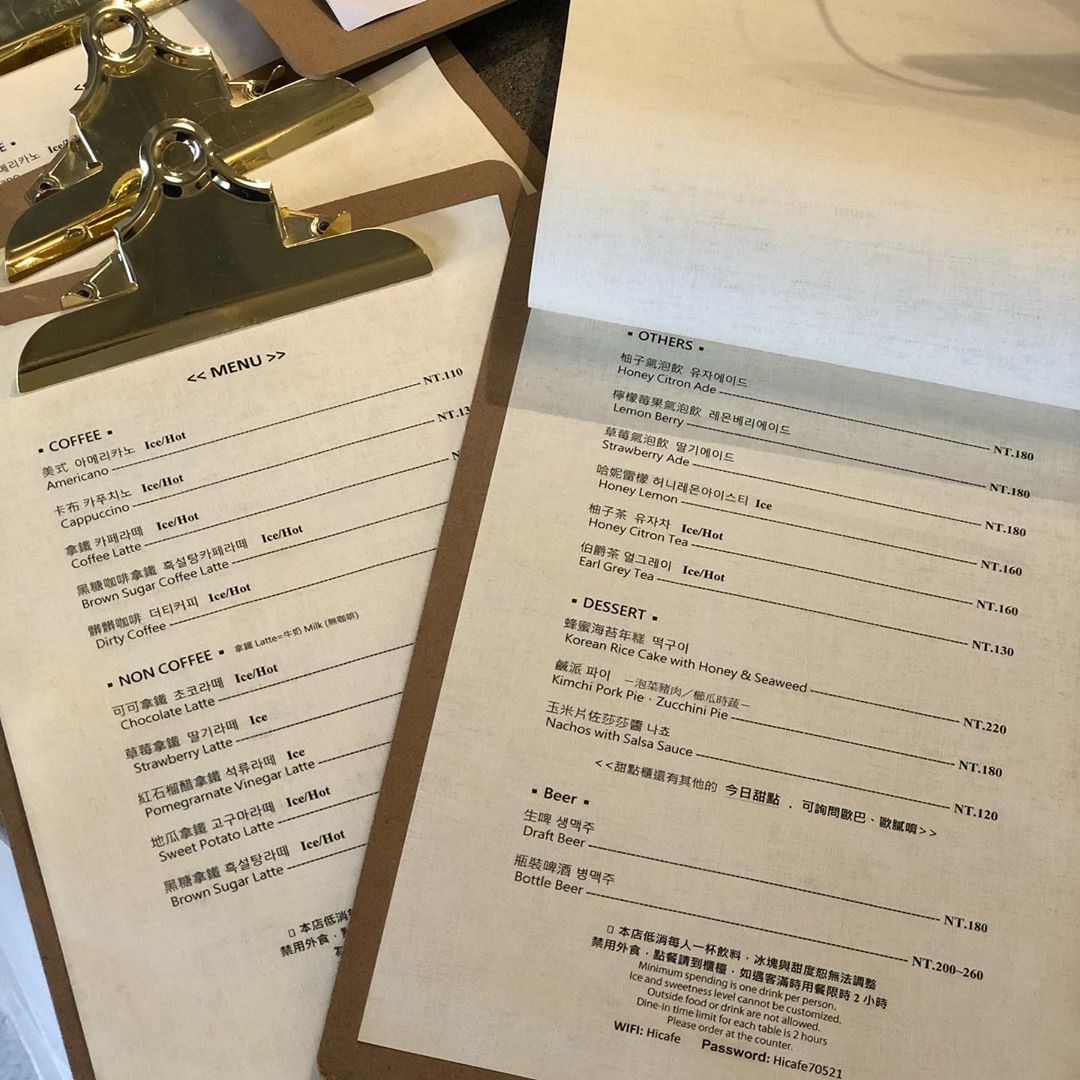 메리카노
<< MENU >>
▪ COFFEE ▪
美式 아메리카노 Ice/Hot
Americano NT.110
卡布 카푸치노 Ice/Hot
Cappuccino NT.13
拿鐵 카페라떼 Ice/Hot
Coffee Latte
黑糖咖啡拿鐵 흑설탕카페라떼 Ice/Hot
Brown Sugar Coffee Latte
髒髒咖啡 더티커피 Ice/Hot
Dirty Coffee
▪ NON COFFEE ▪ 拿鐵 Latte=牛奶 Milk (無咖啡)
可可拿鐵 초코라떼 Ice/Hot
Chocolate Latte
草莓拿鐵 딸기라떼 Ice
Strawberry Latte
紅石榴醋拿鐵 석류라떼 Ice
Pomegrarnate Vinegar Latte
地瓜拿鐵 고구마라떼 Ice/Hot
Sweet Potato Latte
黑糖拿鐵 흑설탕라떼 Ice/Hot
Brown Sugar Latte
▯ 本店低消
禁用外食．
▪ OTHERS ▪
柚子氣泡飲 유자에이드
Honey Citron Ade NT.180
檸檬莓果氣泡飲 레몬베리에이드
Lemon Berry NT.180
草莓氣泡飲 딸기에이드
Strawberry Ade NT.180
哈妮雷檬 허니레몬아이스티 Ice
Honey Lemon NT.160
柚子茶 유자차 Ice/Hot
Honey Citron Tea NT.160
伯爵茶 얼그레이 Ice/Hot
Earl Grey Tea NT.130
▪ DESSERT ▪
蜂蜜海苔年糕 떡구이
Korean Rice Cake with Honey & Seaweed NT.220
鹹派 파이 －泡菜豬肉／櫛瓜時蔬－
Kimchi Pork Pie．Zucchini Pie NT.180
玉米片佐莎莎醬 나쵸
Nachos with Salsa Sauce NT.120
<<甜點櫃還有其他的 今日甜點 ，可詢問歐巴、歐膩唷>>
▪ Beer ▪
生啤 생맥주
Draft Beer NT.180
瓶裝啤酒 병맥주
Bottle Beer NT.200~260
▯ 本店低消每人一杯飲料．冰塊與甜度恕無法調整
禁用外食．點餐請到櫃檯．如遇客滿時用餐限時 2 小時
Minimum spending is one drink per person.
Ice and sweetness level cannot be customized.
Outside food or drink are not allowed.
Dine-in time limit for each table is 2 hours
Please order at the counter.
WIFI: Hicafe Password: Hicafe70521